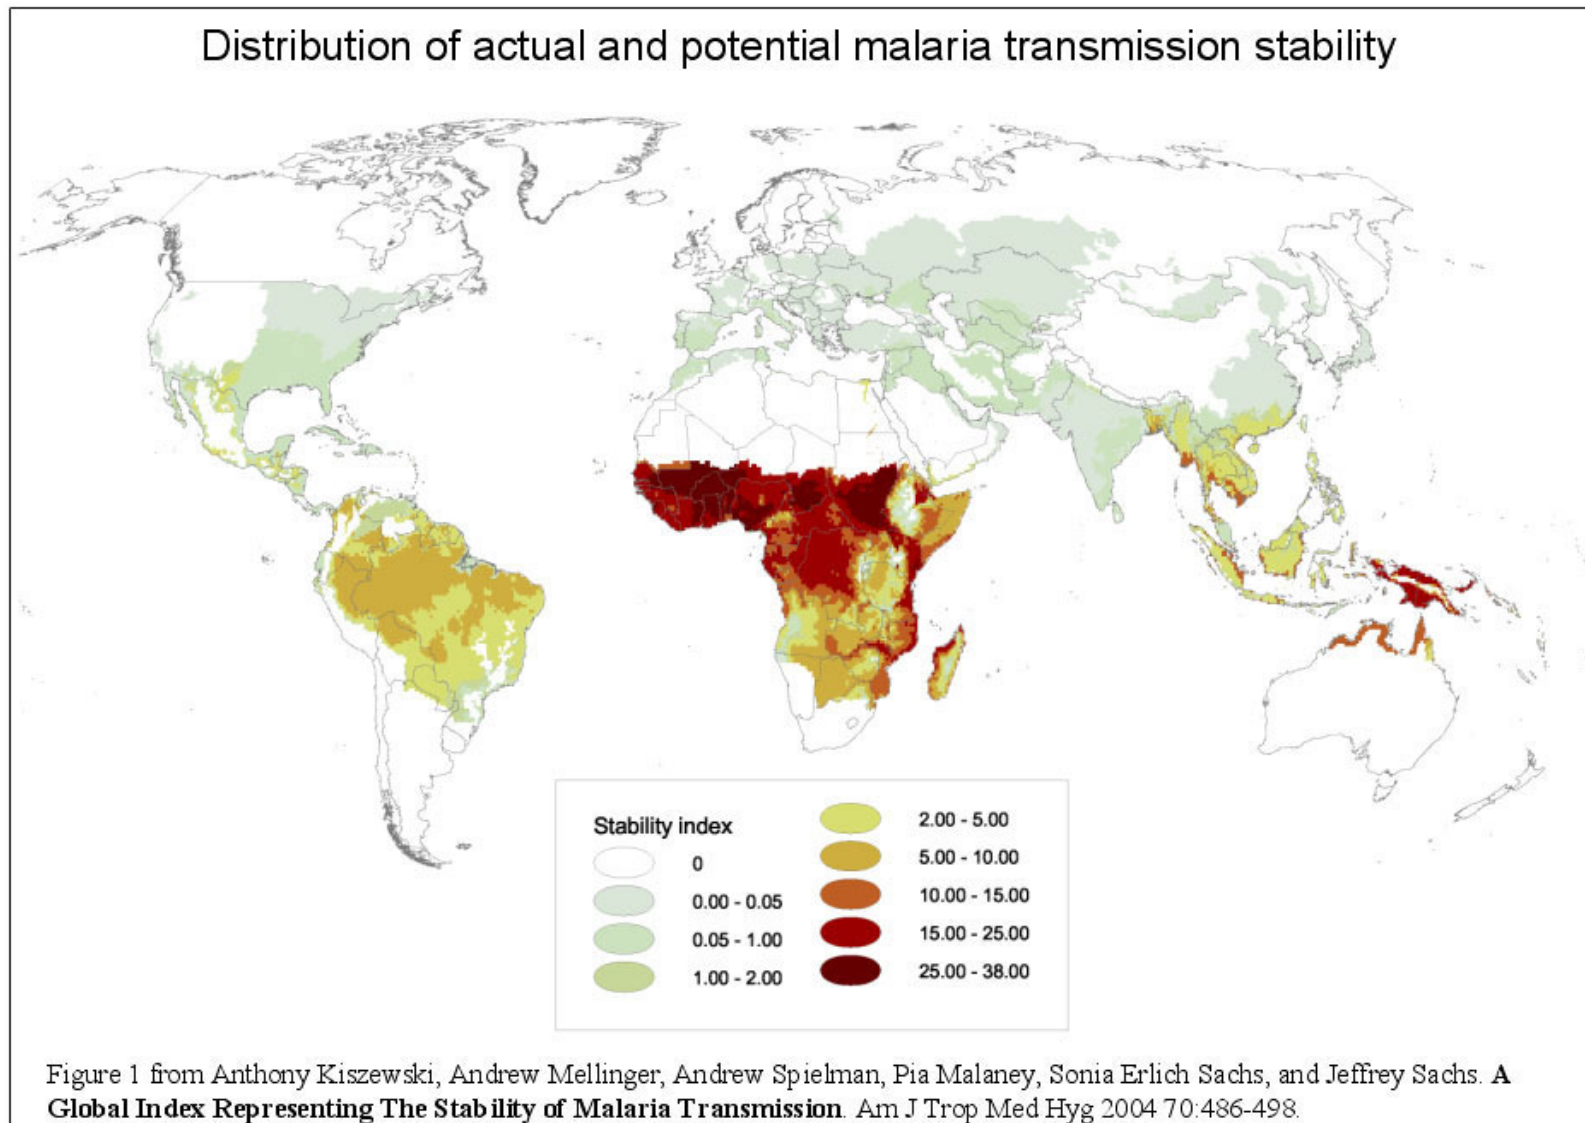 Distribution of actual and potential malaria transmission stability
Stability index
0
0.00 - 0.05
0.05 - 1.00
1.00 - 2.00
2.00 - 5.00
5.00 - 10.00
10.00 - 15.00
15.00 - 25.00
25.00 - 38.00
Figure 1 from Anthony Kiszewski, Andrew Mellinger, Andrew Spielman, Pia Malaney, Sonia Erlich Sachs, and Jeffrey Sachs. A
Global Index Representing The Stability of Malaria Transmission. Am J Trop Med Hyg 2004 70:486-498.